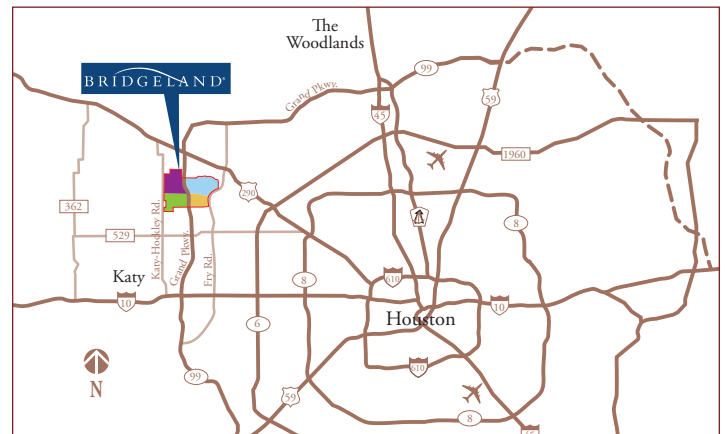 The
Woodlands
99
BRIDGELAND®
Grand Pkwy.
59
45
1960
290
362
Katy-Hockley Rd.
8
529
Grand Pkwy.
Fry Rd.
Katy
8
610
10
10
Houston
6
610
N
99
59
8